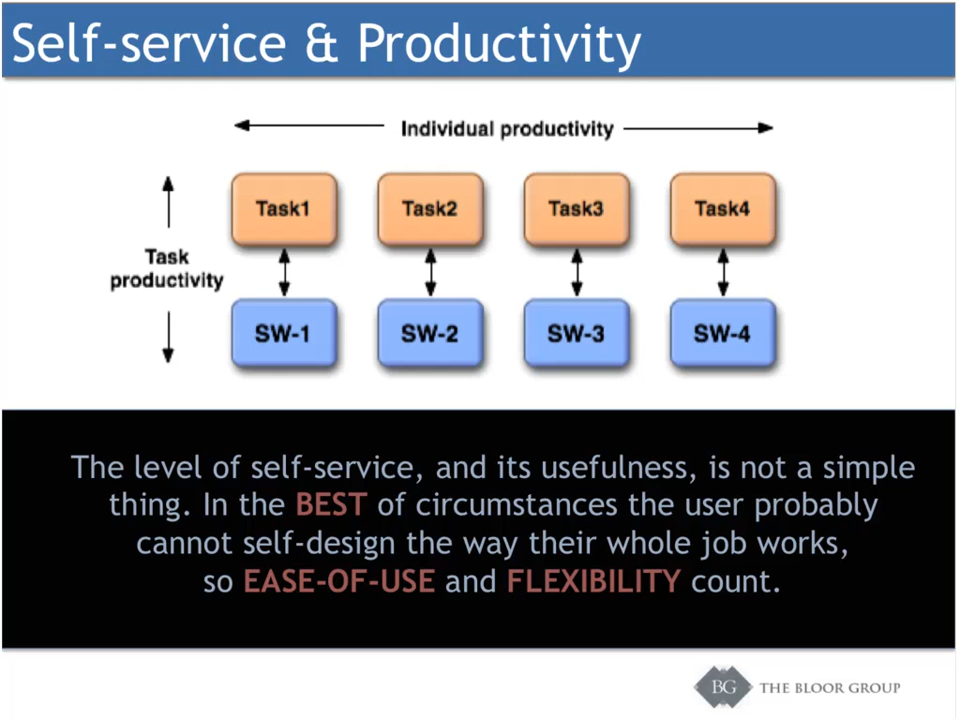 Self-service & Productivity
Individual productivity
Task1 Task2 Task3 Task4
Task
productivity
SW-1 SW-2 SW-3 SW-4
The level of self-service, and its usefulness, is not a simple
thing. In the BEST of circumstances the user probably
cannot self-design the way their whole job works,
so EASE-OF-USE and FLEXIBILITY count.
BG THE BLOOR GROUP